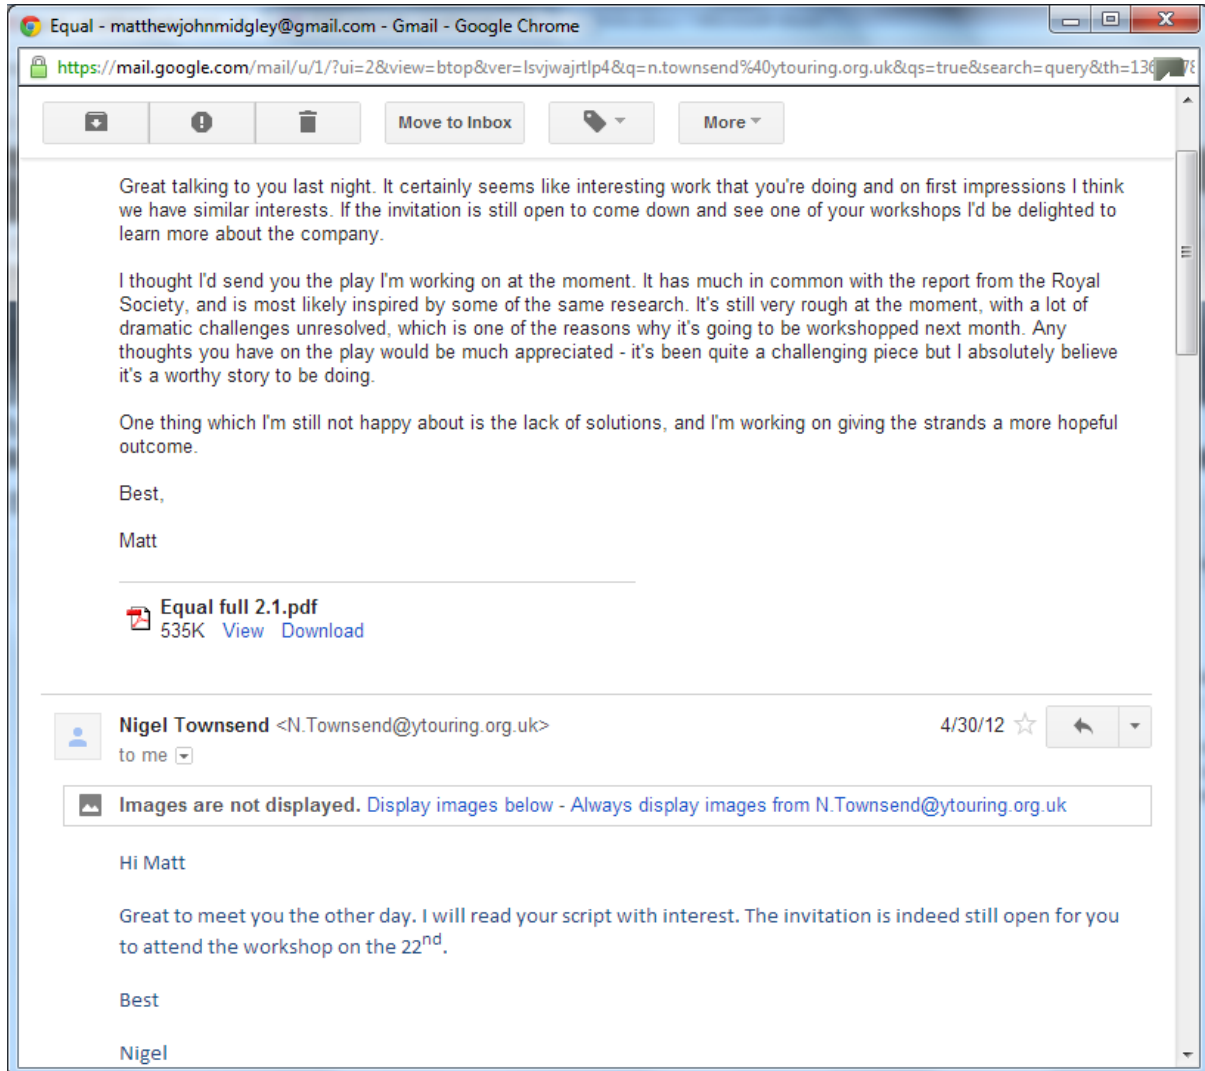 Equal - matthewjohnmidgley@gmail.com - Gmail - Google Chrome
https://mail.google.com/mail/u/1/?ui=2&view=btop&ver=lsvjwajrtlp4&q=n.townsend%40ytouring.org.uk&qs=true&search=query&th=136
Move to Inbox
More
Great talking to you last night. It certainly seems like interesting work that you're doing and on first impressions I think
we have similar interests. If the invitation is still open to come down and see one of your workshops I'd be delighted to
learn more about the company.
I thought I'd send you the play I'm working on at the moment. It has much in common with the report from the Royal
Society, and is most likely inspired by some of the same research. It's still very rough at the moment, with a lot of
dramatic challenges unresolved, which is one of the reasons why it's going to be workshopped next month. Any
thoughts you have on the play would be much appreciated - it's been quite a challenging piece but I absolutely believe
it's a worthy story to be doing.
One thing which I'm still not happy about is the lack of solutions, and I'm working on giving the strands a more hopeful
outcome.
Best,
Matt
Equal full 2.1.pdf
535K View Download
Nigel Townsend <N.Townsend@ytouring.org.uk> 4/30/12
to me
Images are not displayed. Display images below - Always display images from N.Townsend@ytouring.org.uk
Hi Matt
Great to meet you the other day. I will read your script with interest. The invitation is indeed still open for you
to attend the workshop on the 22nd.
Best
Nigel